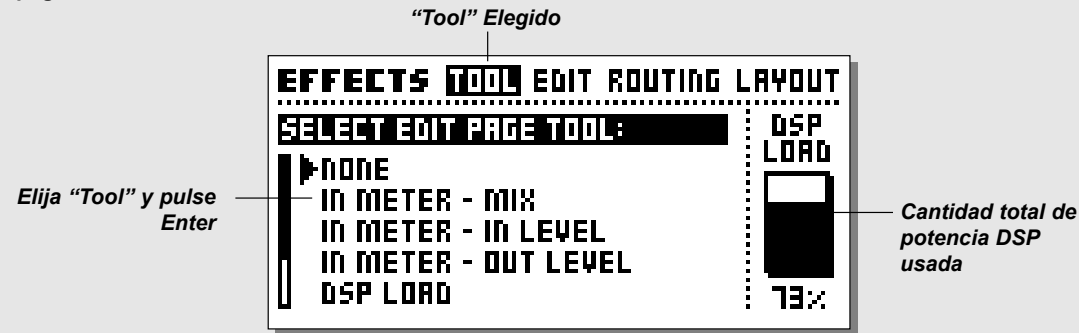 “Tool” Elegido
EFFECTS TOOL EDIT ROUTING LAYOUT
SELECT EDIT PAGE TOOL:
DSP
LOAD
NONE
IN METER - MIX
IN METER - IN LEVEL
IN METER - OUT LEVEL
DSP LOAD
73%
Elija “Tool” y pulse
Enter
Cantidad total de
potencia DSP
usada